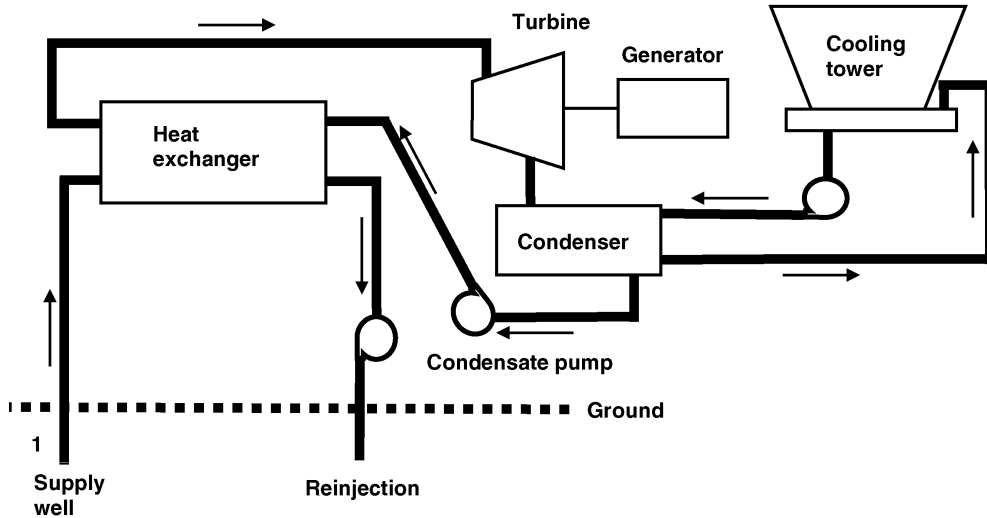 Turbine
Generator
Cooling
tower
Heat
exchanger
Condenser
Condensate pump
Ground
1
Supply
well
Reinjection